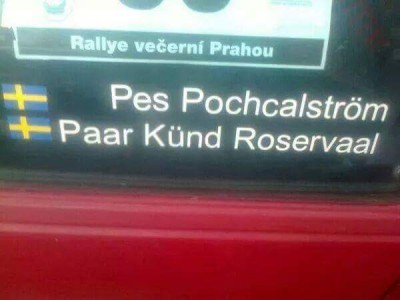 Rallye večerní Prahou
Pes Pochcalström
Paar Künd Roservaal